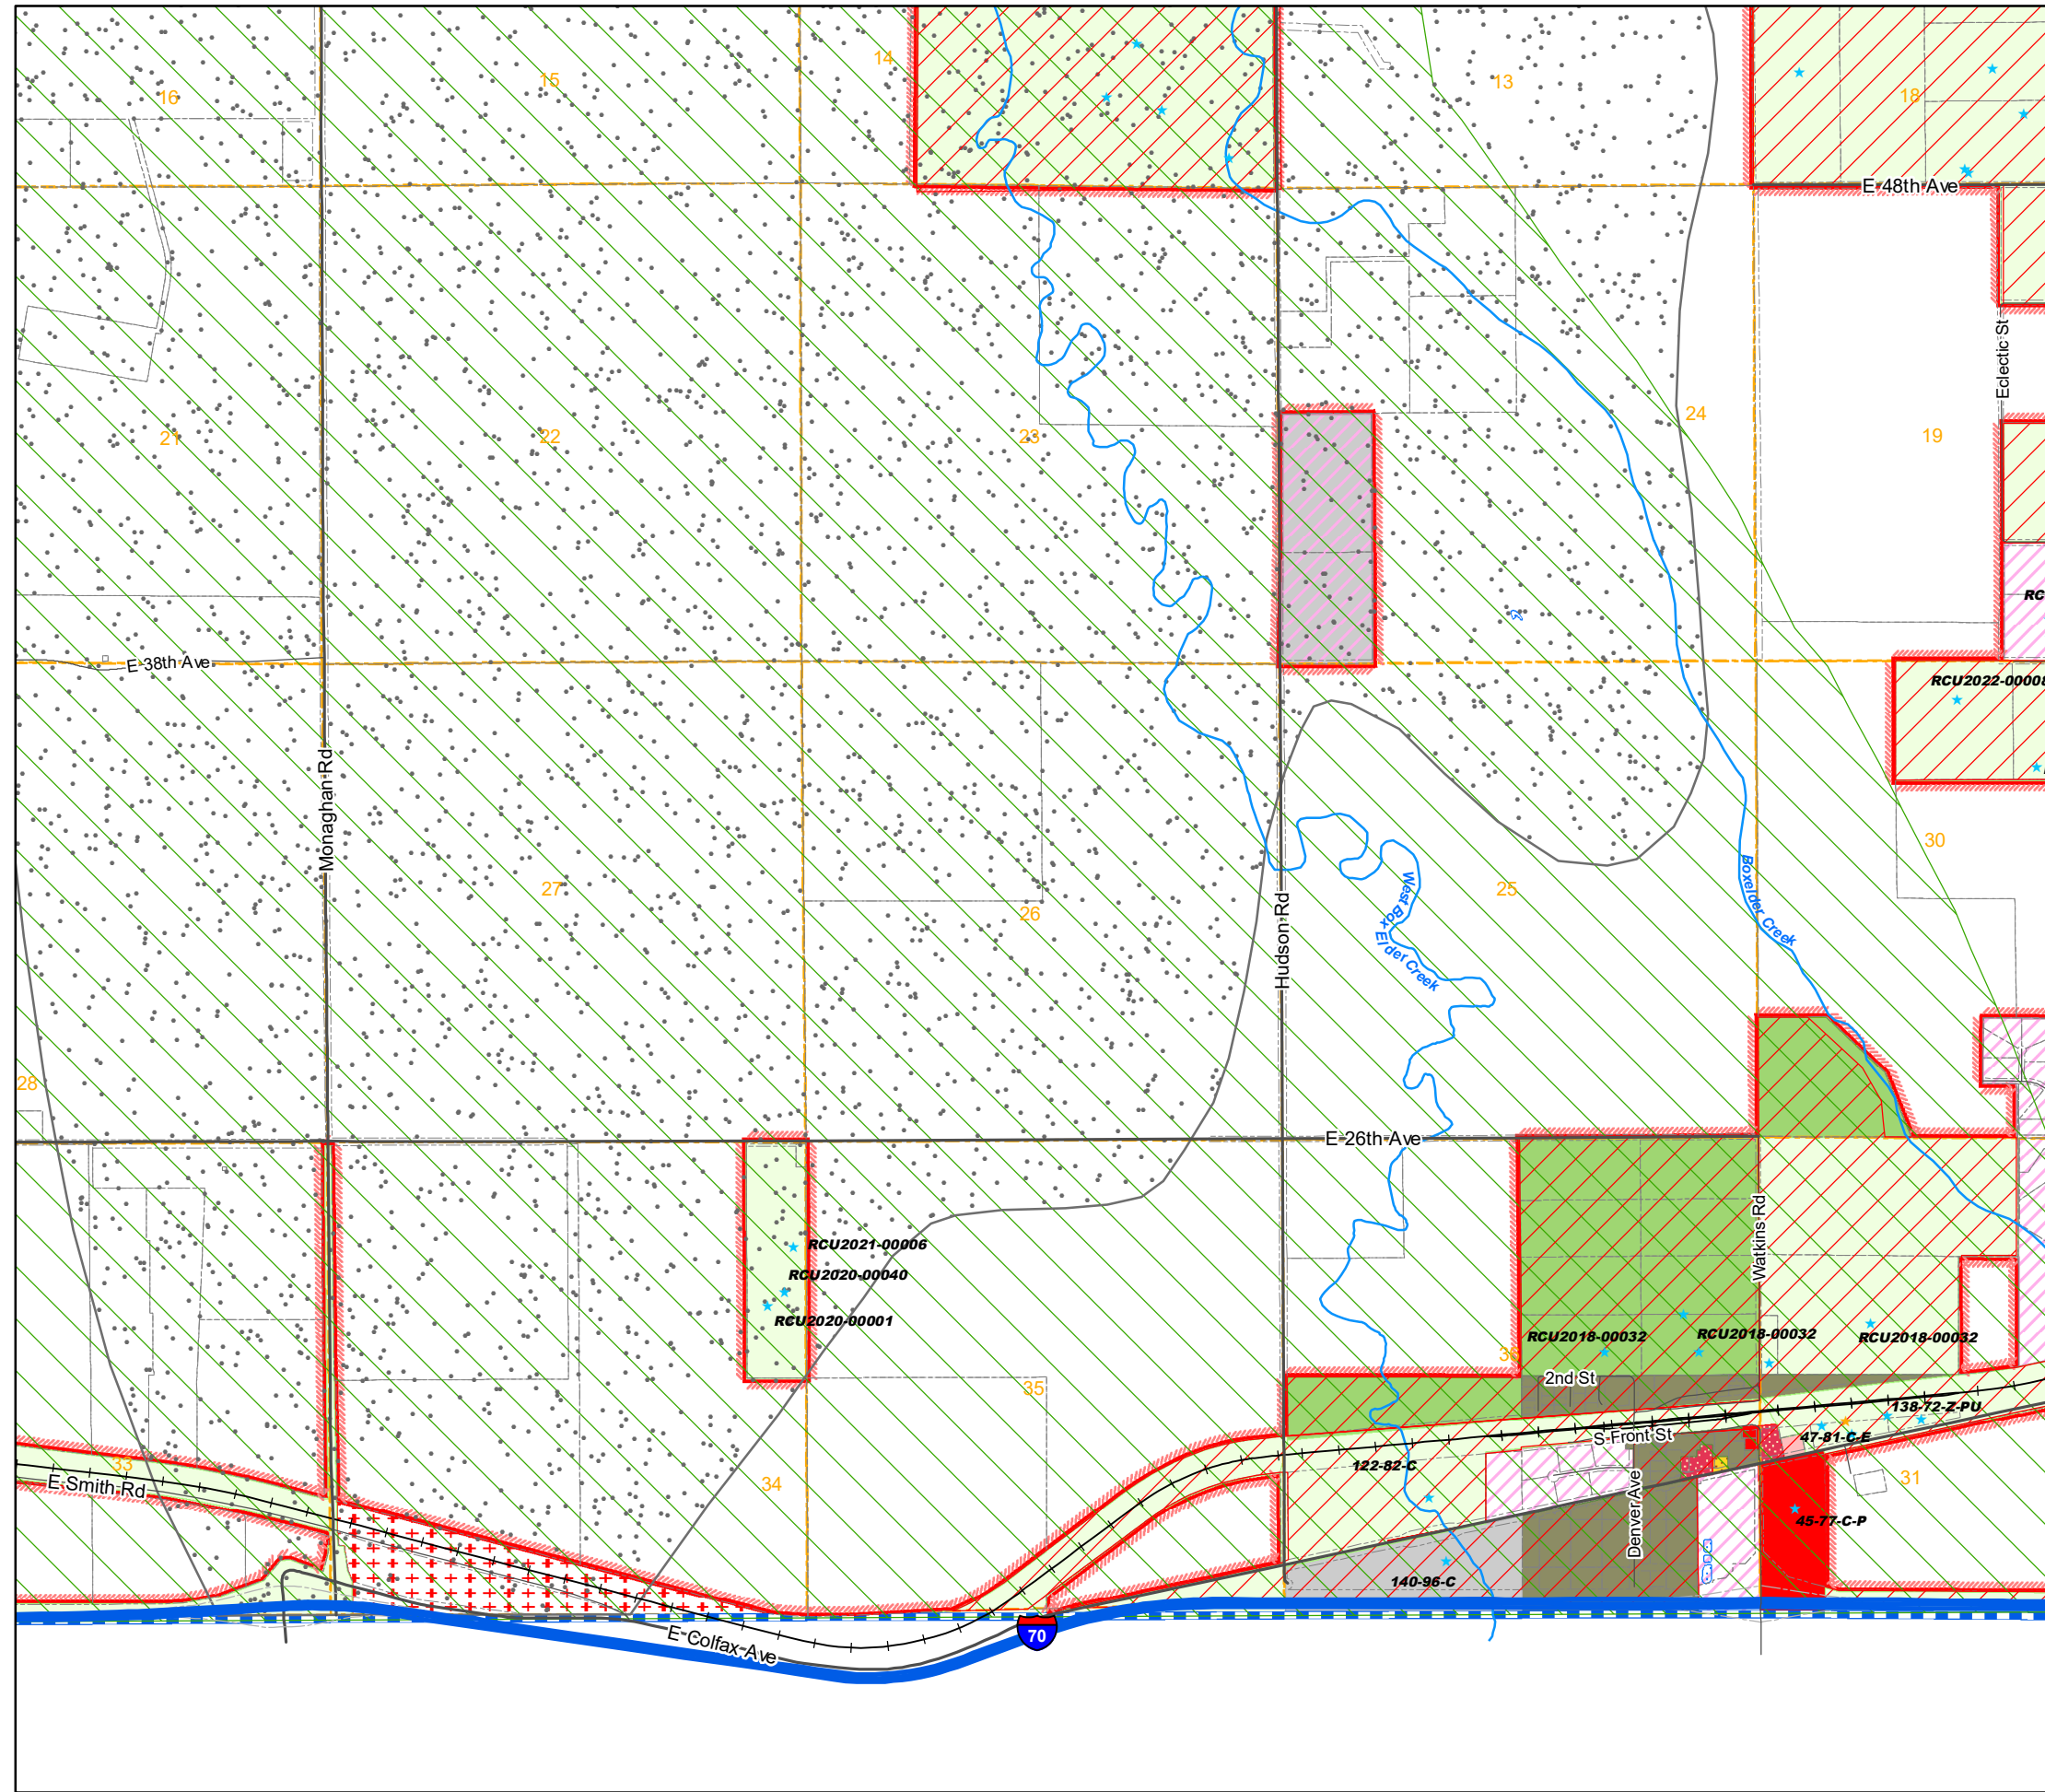 14
13
15
16
18
E 48th Ave
Eclectic St
24
19
23
22
21
RC
E 38th Ave
RCU2022-00008
Monaghan Rd
30
27
25
26
Hudson Rd
West Box Elder Creek
Boxelder Creek
28
E 26th Ave
Watkins Rd
RCU2021-00006
RCU2020-00040
RCU2020-00001
RCU2018-00032
RCU2018-00032
RCU2018-00032
36
2nd St
35
138-72-Z-PU
S Front St
47-81-C-E
122-82-C
33
E Smith Rd
34
31
Denver Ave
45-77-C-P
140-96-C
70
E Colfax Ave